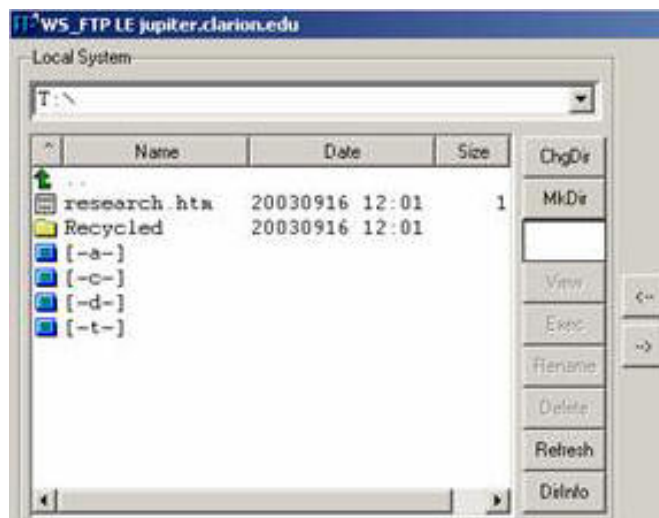 WS_FTP LE jupiter.clarion.edu
Local System
T:\
^ Name Date Size
..
research.htm 20030916 12:01 1
Recycled 20030916 12:01
[-a-]
[-c-]
[-d-]
[-t-]
ChgDir
MkDir
View
Exec
Rename
Delete
Refresh
DirInfo
<--
-->